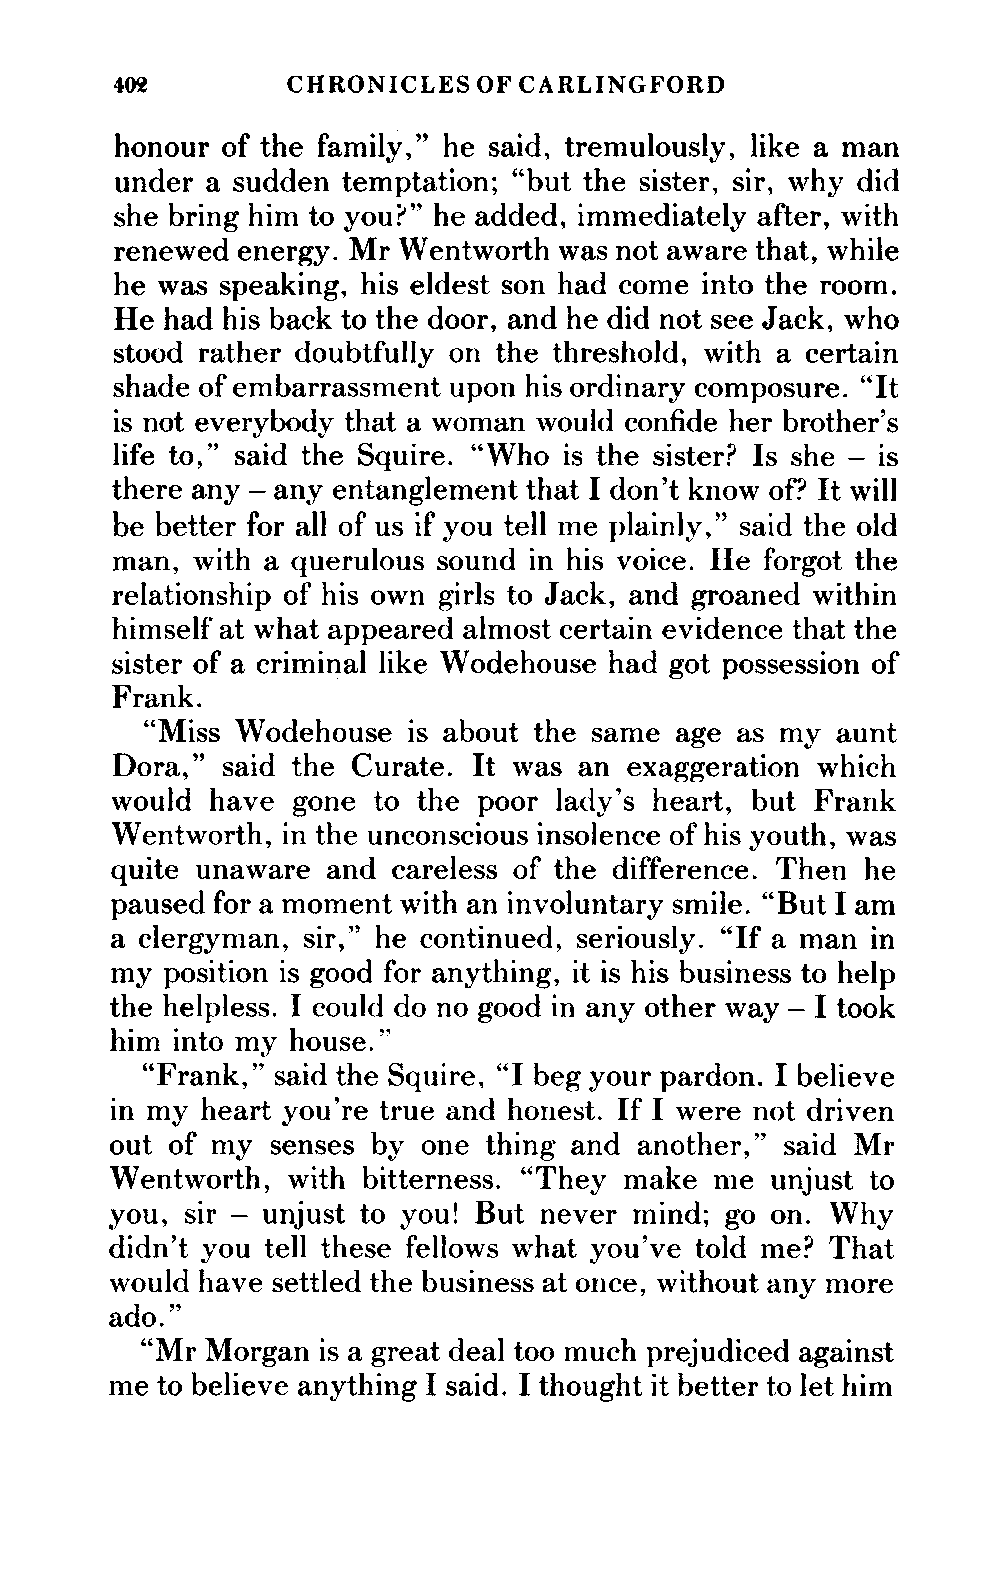 402 CHRONICLES OF CARLINGFORD
honour of the family,” he said, tremulously, like a man
under a sudden temptation; “but the sister, sir, why did
she bring him to you?” he added, immediately after, with
renewed energy. Mr Wentworth was not aware that, while
he was speaking, his eldest son had come into the room.
He had his back to the door, and he did not see Jack, who
stood rather doubtfully on the threshold, with a certain
shade of embarrassment upon his ordinary composure. “It
is not everybody that a woman would confide her brother’s
life to,” said the Squire. “Who is the sister? Is she – is
there any – any entanglement that I don’t know of? It will
be better for all of us if you tell me plainly,” said the old
man, with a querulous sound in his voice. He forgot the
relationship of his own girls to Jack, and groaned within
himself at what appeared almost certain evidence that the
sister of a criminal like Wodehouse had got possession of
Frank.
“Miss Wodehouse is about the same age as my aunt
Dora,” said the Curate. It was an exaggeration which
would have gone to the poor lady’s heart, but Frank
Wentworth, in the unconscious insolence of his youth, was
quite unaware and careless of the difference. Then he
paused for a moment with an involuntary smile. “But I am
a clergyman, sir,” he continued, seriously. “If a man in
my position is good for anything, it is his business to help
the helpless. I could do no good in any other way – I took
him into my house.”
“Frank,” said the Squire, “I beg your pardon. I believe
in my heart you’re true and honest. If I were not driven
out of my senses by one thing and another,” said Mr
Wentworth, with bitterness. “They make me unjust to
you, sir – unjust to you! But never mind; go on. Why
didn’t you tell these fellows what you’ve told me? That
would have settled the business at once, without any more
ado.”
“Mr Morgan is a great deal too much prejudiced against
me to believe anything I said. I thought it better to let him